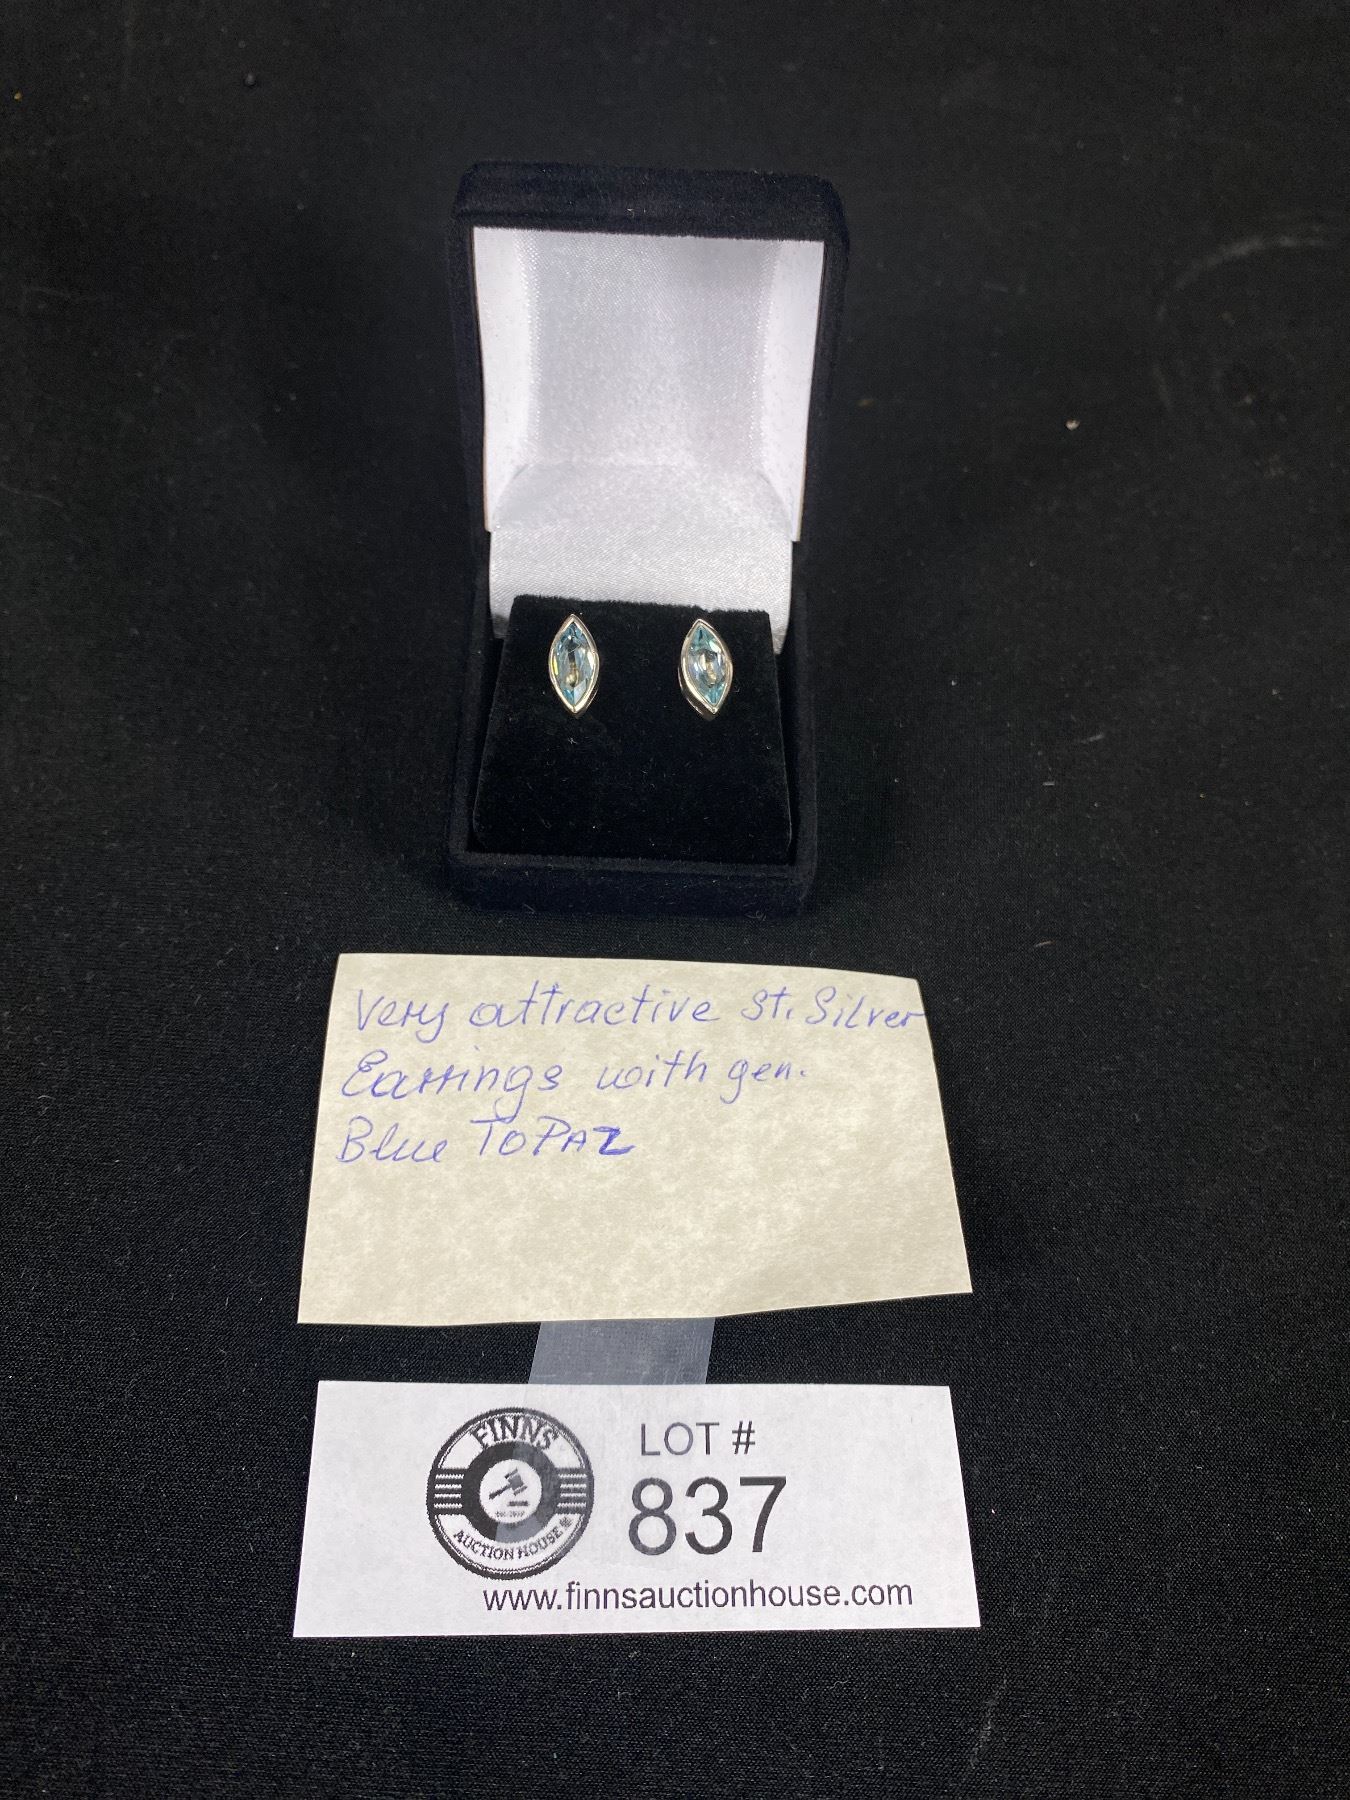 Very attractive St. Silver
Earrings with gen.
Blue TOPAZ
FINNS
AUCTION HOUSE
LOT #
837
www.finnsauctionhouse.com